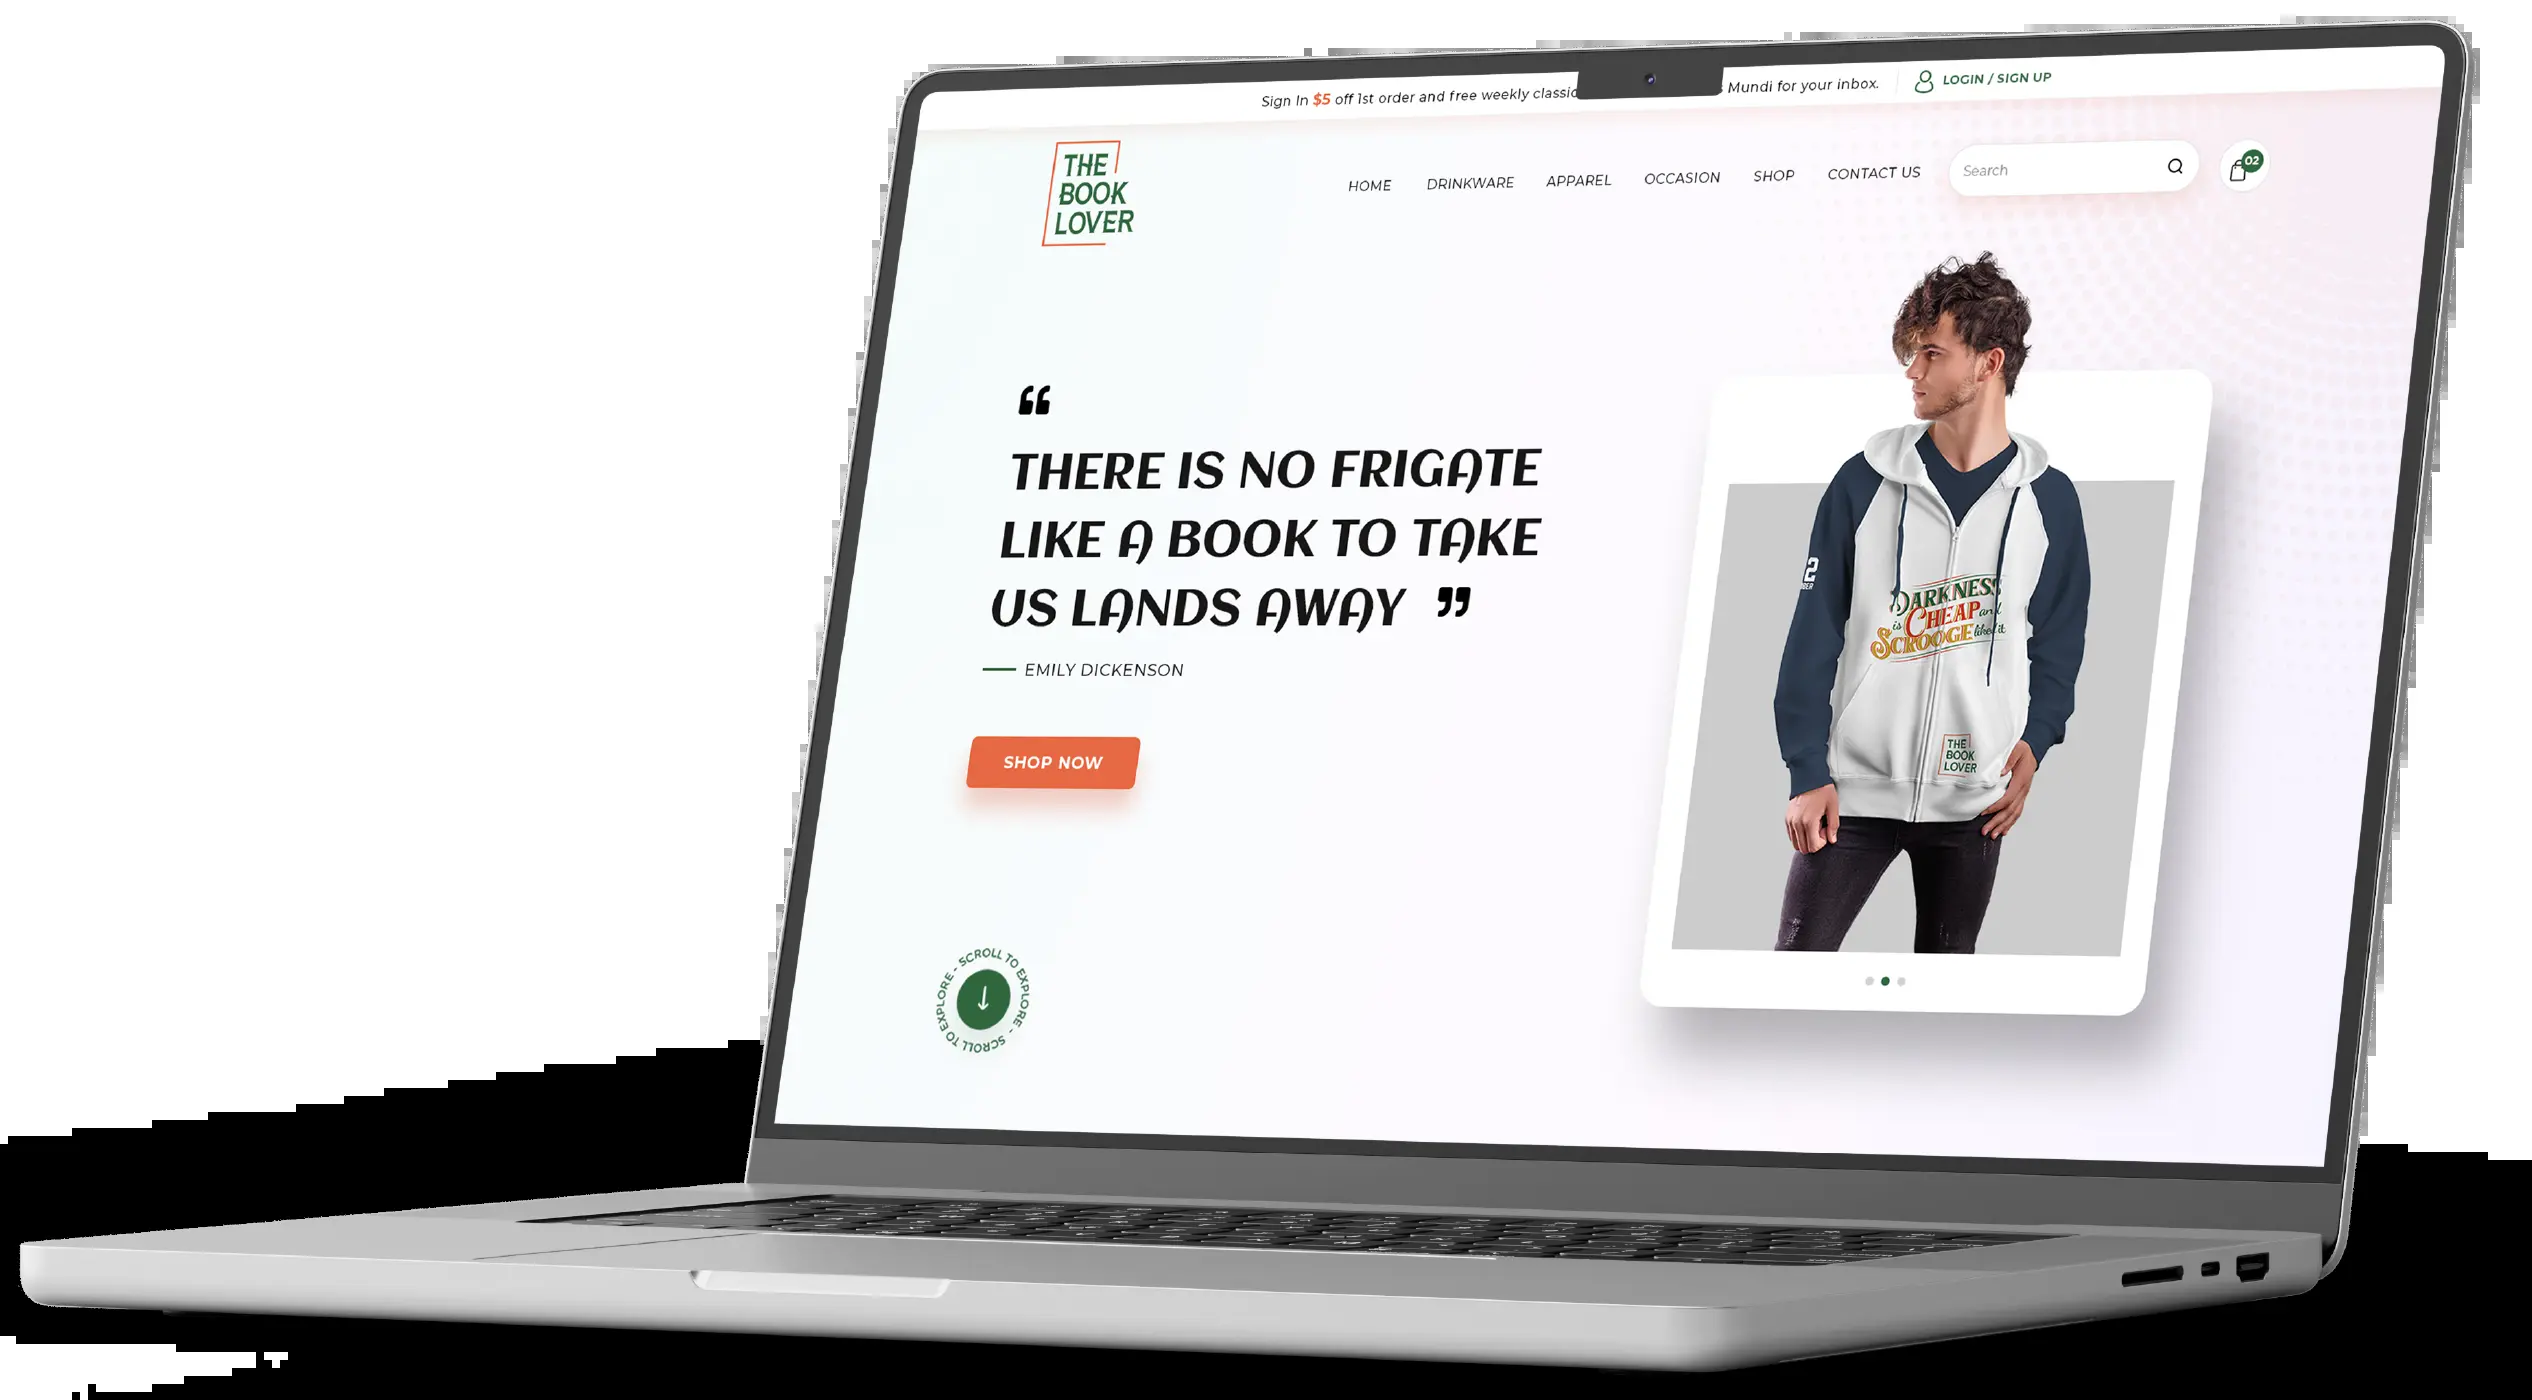 Sign In $5 off 1st order and free weekly classic
Mundi for your inbox.
LOGIN / SIGN UP
THE
BOOK
LOVER
HOME
DRINKWARE
APPAREL
OCCASION
SHOP
CONTACT US
Search
02
“
THERE IS NO FRIGATE
LIKE A BOOK TO TAKE
US LANDS AWAY ”
EMILY DICKENSON
SHOP NOW
SCROLL TO EXPLORE - SCROLL TO EXPLORE -
2
DARKNESS
is CHEAP and
SCROOGE liked it
THE
BOOK
LOVER